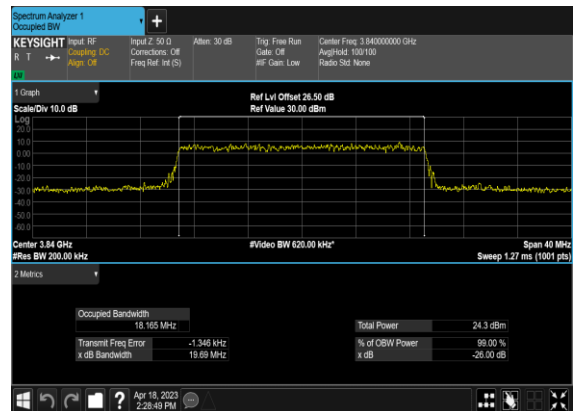 Spectrum Analyzer 1
Occupied BW
+
KEYSIGHT Input: RF Input Z: 50 Ω Atten: 30 dB Trig: Free Run Center Freq: 3.840000000 GHz
R T Coupling: DC Corrections: Off Gate: Off Avg|Hold: 100/100
Align: Off Freq Ref: Int (S) #IF Gain: Low Radio Std: None
1 Graph
Ref Lvl Offset 26.50 dB
Scale/Div 10.0 dB Ref Value 30.00 dBm
Log
20.0
10.0
0.00
-10.0
-20.0
-30.0
-40.0
-50.0
-60.0
Center 3.84 GHz #Video BW 620.00 kHz* Span 40 MHz
#Res BW 200.00 kHz Sweep 1.27 ms (1001 pts)
2 Metrics
Occupied Bandwidth
18.165 MHz Total Power 24.3 dBm
Transmit Freq Error -1.346 kHz % of OBW Power 99.00 %
x dB Bandwidth 19.69 MHz x dB -26.00 dB
?
Apr 18, 2023
2:28:49 PM